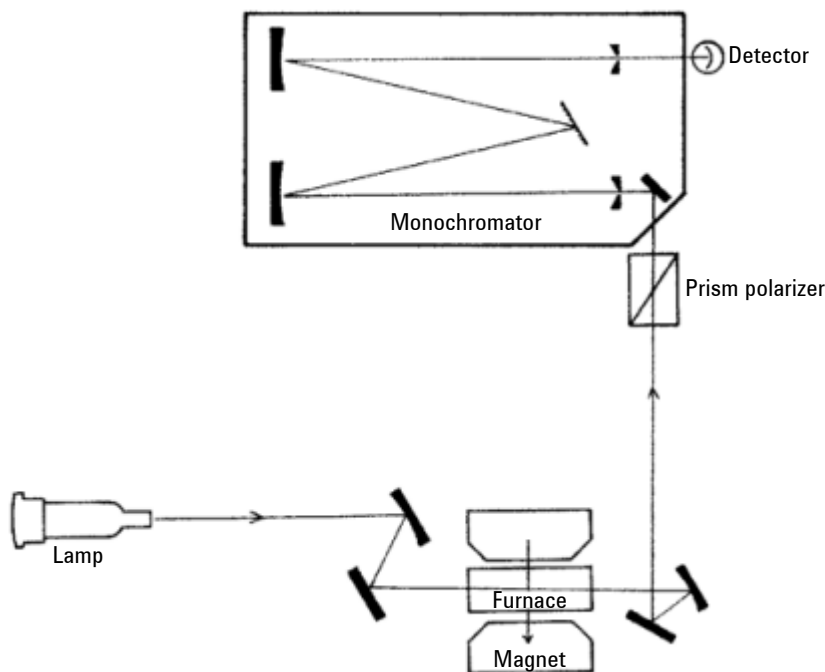 Detector
Monochromator
Prism polarizer
Lamp
Furnace
Magnet